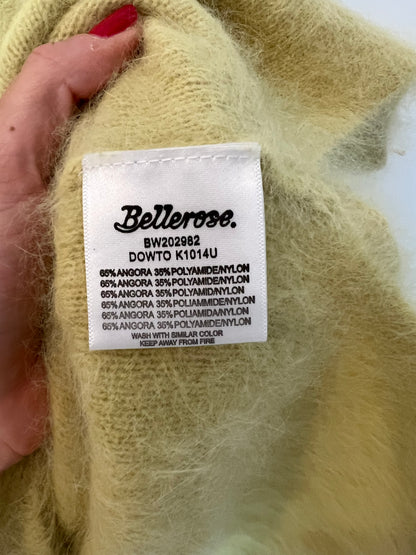 Bellerose.
BW202982
DOWTO K1014U
65% ANGORA 35% POLYAMIDE/NYLON
65% ANGORA 35% POLYAMIDE/NYLON
65% ANGORA 35% POLYAMID/NYLON
65% ANGORA 35% POLIAMMIDE/NYLON
65% ANGORA 35% POLIAMIDA/NYLON
65% ANGORA 35% POLYAMIDE/NYLON
WASH WITH SIMILAR COLOR
KEEP AWAY FROM FIRE